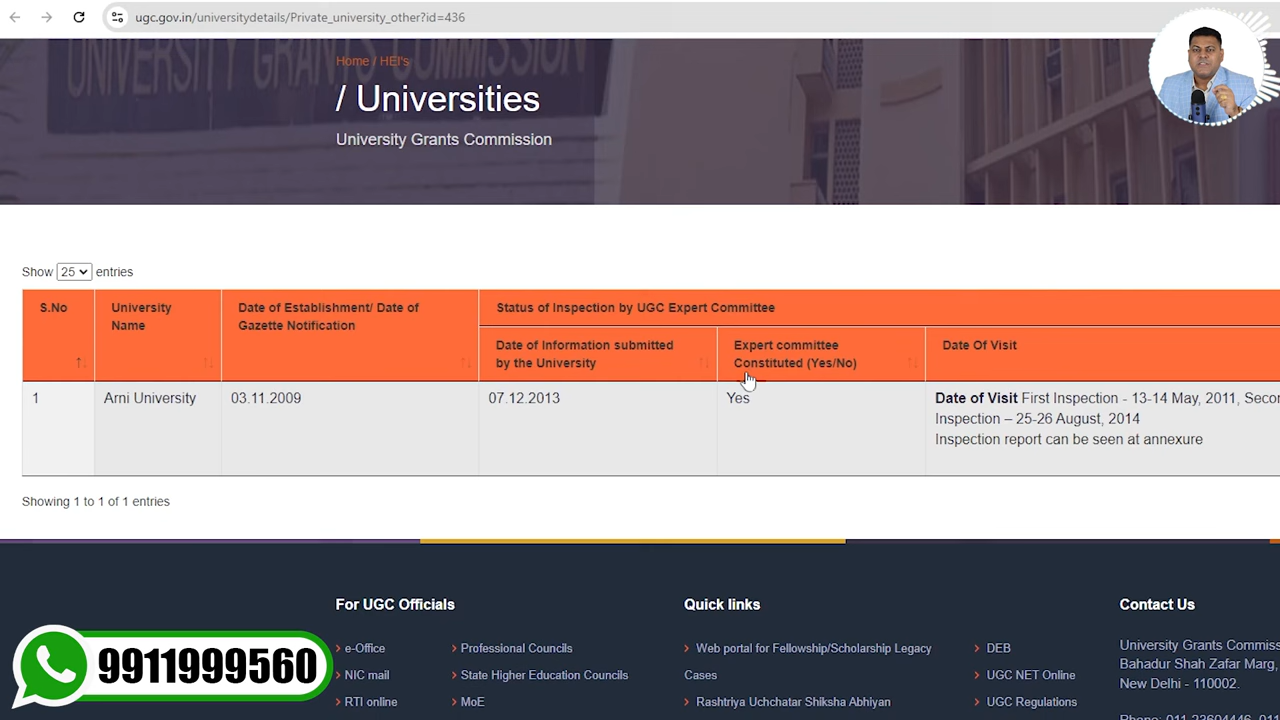 ugc.gov.in/universitydetails/Private_university_other?id=436
UNIVERSITY GRANTS COMMISSION
Home / HEI's
/ Universities
University Grants Commission
Show 25 entries
S.No
University Name
Date of Establishment/ Date of Gazette Notification
Status of Inspection by UGC Expert Committee
Date of Information submitted by the University
Expert committee Constituted (Yes/No)
Date Of Visit
1
Arni University
03.11.2009
07.12.2013
Yes
Date of Visit First Inspection - 13-14 May, 2011,
Inspection – 25-26 August, 2014
Inspection report can be seen at annexure
Showing 1 to 1 of 1 entries
For UGC Officials
e-Office
NIC mail
RTI online
Professional Councils
State Higher Education Councils
MoE
Quick links
Web portal for Fellowship/Scholarship Legacy
Cases
Rashtriya Uchchatar Shiksha Abhiyan
DEB
UGC NET Online
UGC Regulations
Contact Us
University Grants
Bahadur Shah Zafar Marg,
New Delhi - 110002.
9911999560